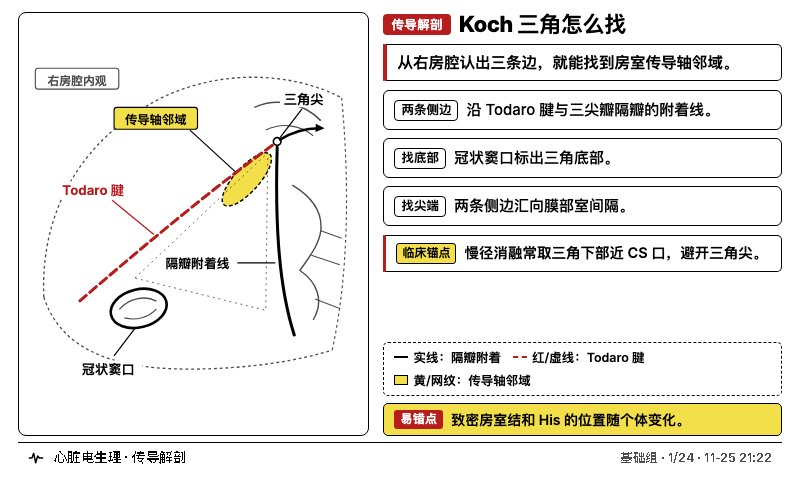 右房腔内观
三角尖
传导轴邻域
Todaro 腱
隔瓣附着线
冠状窦口
传导解剖 Koch 三角怎么找
从右房腔认出三条边，就能找到房室传导轴邻域。
两条侧边 沿 Todaro 腱与三尖瓣隔瓣的附着线。
找底部 冠状窦口标出三角底部。
找尖端 两条侧边汇向膜部室间隔。
临床锚点 慢径消融常取三角下部近 CS 口，避开三角尖。
实线：隔瓣附着 红/虚线：Todaro 腱
黄/网纹：传导轴邻域
易错点 致密房室结和 His 的位置随个体变化。
心脏电生理 · 传导解剖
基础组 · 1/24 · 11-25 21:22